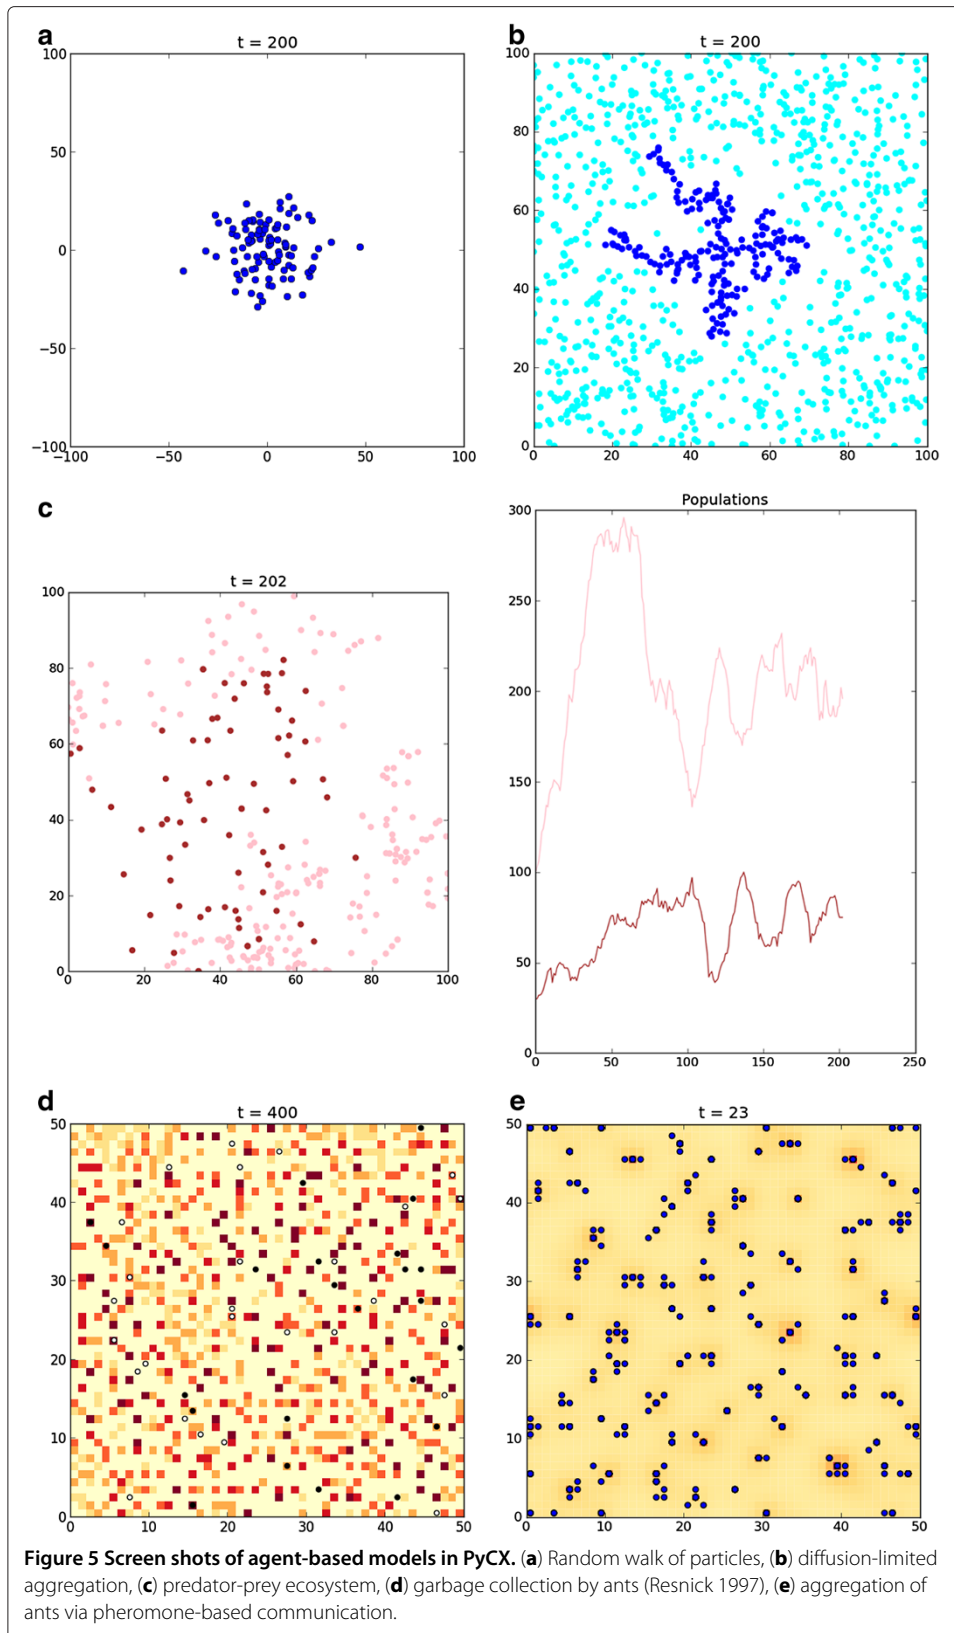 a
t = 200
100
50
0
−50
−100
−100 −50 0 50 100
b
t = 200
100
80
60
40
20
0
0 20 40 60 80 100
c
t = 202
100
80
60
40
20
0
0 20 40 60 80 100
Populations
300
250
200
150
100
50
0
0 50 100 150 200 250
d
t = 400
50
40
30
20
10
0
0 10 20 30 40 50
e
t = 23
50
40
30
20
10
0
0 10 20 30 40 50
Figure 5 Screen shots of agent-based models in PyCX. (a) Random walk of particles, (b) diffusion-limited
aggregation, (c) predator-prey ecosystem, (d) garbage collection by ants (Resnick 1997), (e) aggregation of
ants via pheromone-based communication.